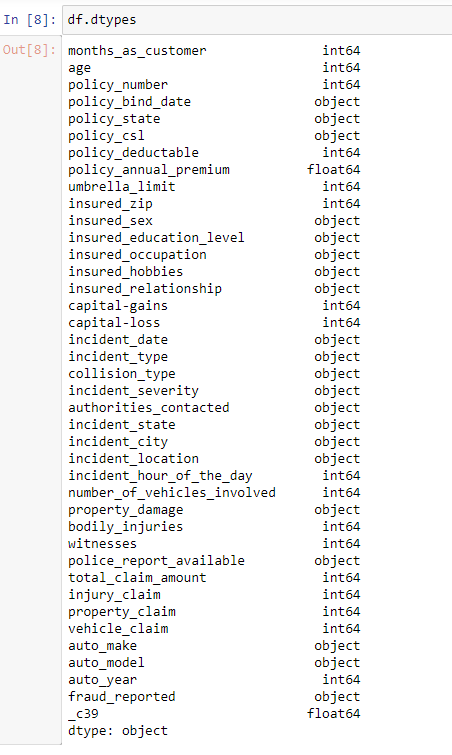 In [8]: df.dtypes
Out[8]: months_as_customer int64
age int64
policy_number int64
policy_bind_date object
policy_state object
policy_csl object
policy_deductable int64
policy_annual_premium float64
umbrella_limit int64
insured_zip int64
insured_sex object
insured_education_level object
insured_occupation object
insured_hobbies object
insured_relationship object
capital-gains int64
capital-loss int64
incident_date object
incident_type object
collision_type object
incident_severity object
authorities_contacted object
incident_state object
incident_city object
incident_location object
incident_hour_of_the_day int64
number_of_vehicles_involved int64
property_damage object
bodily_injuries int64
witnesses int64
police_report_available object
total_claim_amount int64
injury_claim int64
property_claim int64
vehicle_claim int64
auto_make object
auto_model object
auto_year int64
fraud_reported object
_c39 float64
dtype: object